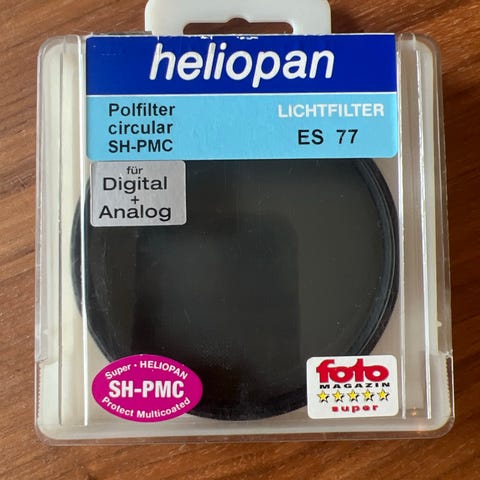 heliopan
Polfilter
circular
SH-PMC
LICHTFILTER
ES 77
für
Digital
+
Analog
Super • HELIOPAN
SH-PMC
Protect Multicoated
foto
MAGAZIN
super